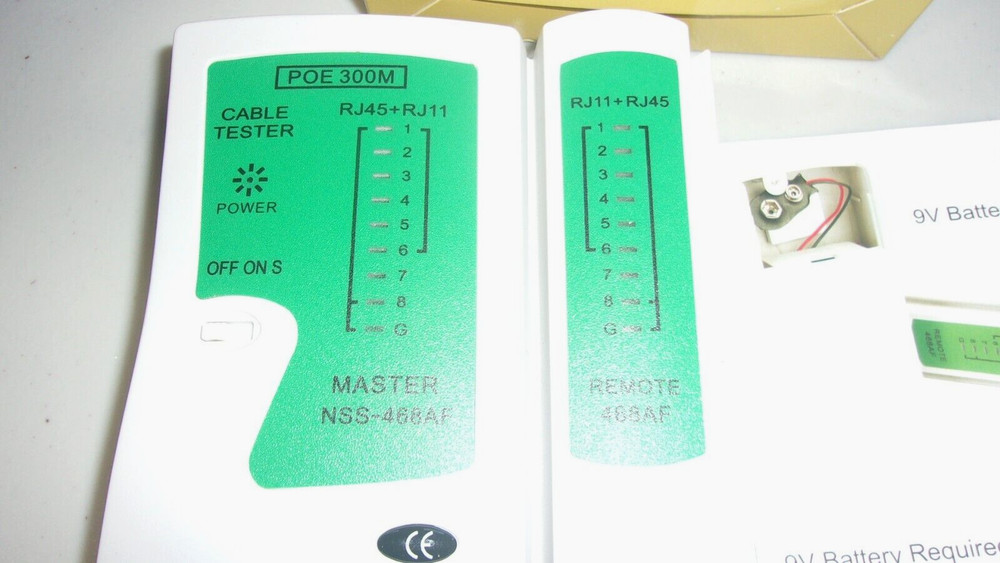 POE 300M
CABLE
TESTER
RJ45+RJ11
1
2
3
4
5
6
7
8
G
POWER
OFF ON S
MASTER
NSS-468AF
CE
RJ11+RJ45
1
2
3
4
5
6
7
8
G
REMOTE
468AF
9V Batte
REMOTE
468AF
9V Battery Required